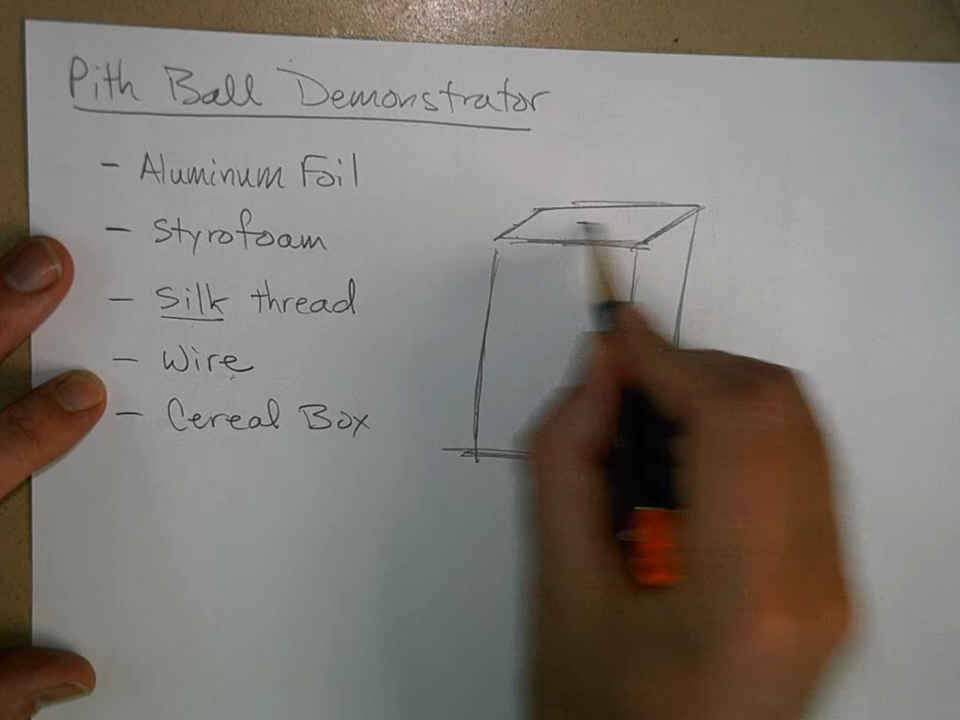 Pith Ball Demonstrator
- Aluminum Foil
- Styrofoam
- Silk thread
- Wire
- Cereal Box